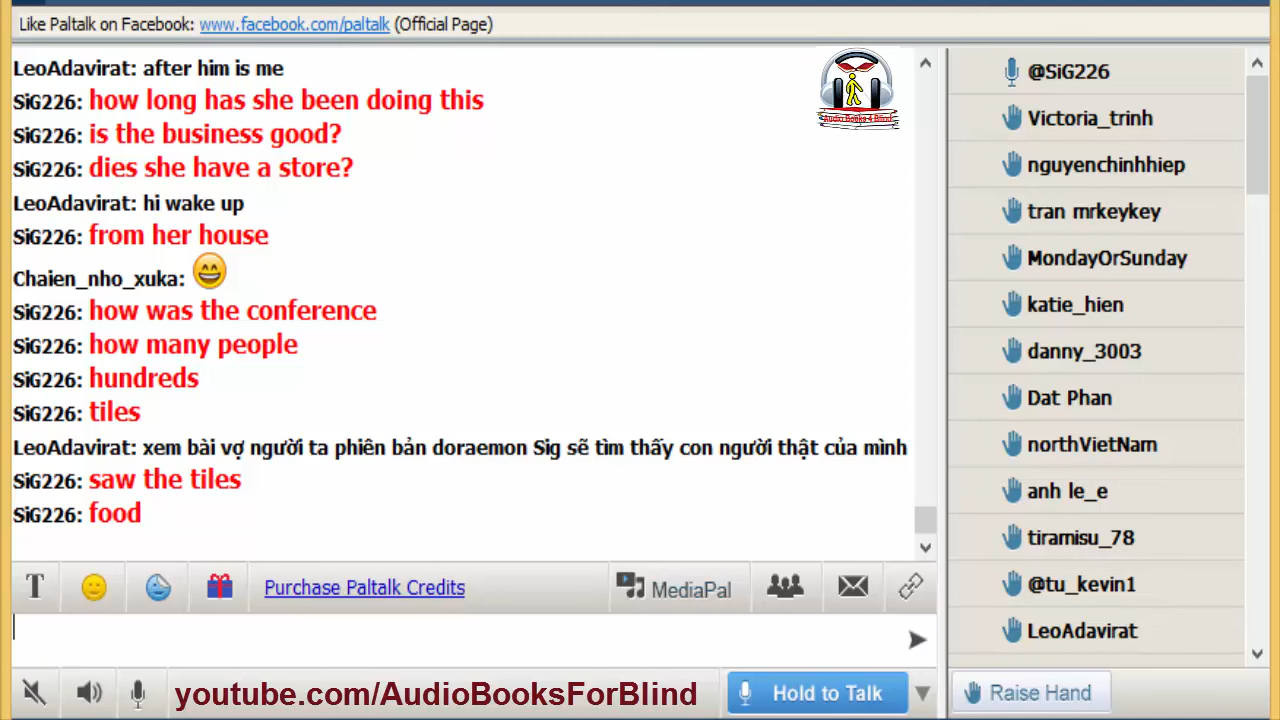 Like Paltalk on Facebook: www.facebook.com/paltalk (Official Page)
LeoAdavirat: after him is me
SiG226: how long has she been doing this
SiG226: is the business good?
SiG226: dies she have a store?
LeoAdavirat: hi wake up
SiG226: from her house
Chaien_nho_xuka:
SiG226: how was the conference
SiG226: how many people
SiG226: hundreds
SiG226: tiles
LeoAdavirat: xem bài vợ người ta phiên bản doraemon Sig sẽ tìm thấy con người thật của mình
SiG226: saw the tiles
SiG226: food
Audio Books 4 Blind
T
Purchase Paltalk Credits
MediaPal
youtube.com/AudioBooksForBlind
Hold to Talk
@SiG226
Victoria_trinh
nguyenchinhhiep
tran mrkeykey
MondayOrSunday
katie_hien
danny_3003
Dat Phan
northVietNam
anh le_e
tiramisu_78
@tu_kevin1
LeoAdavirat
Raise Hand